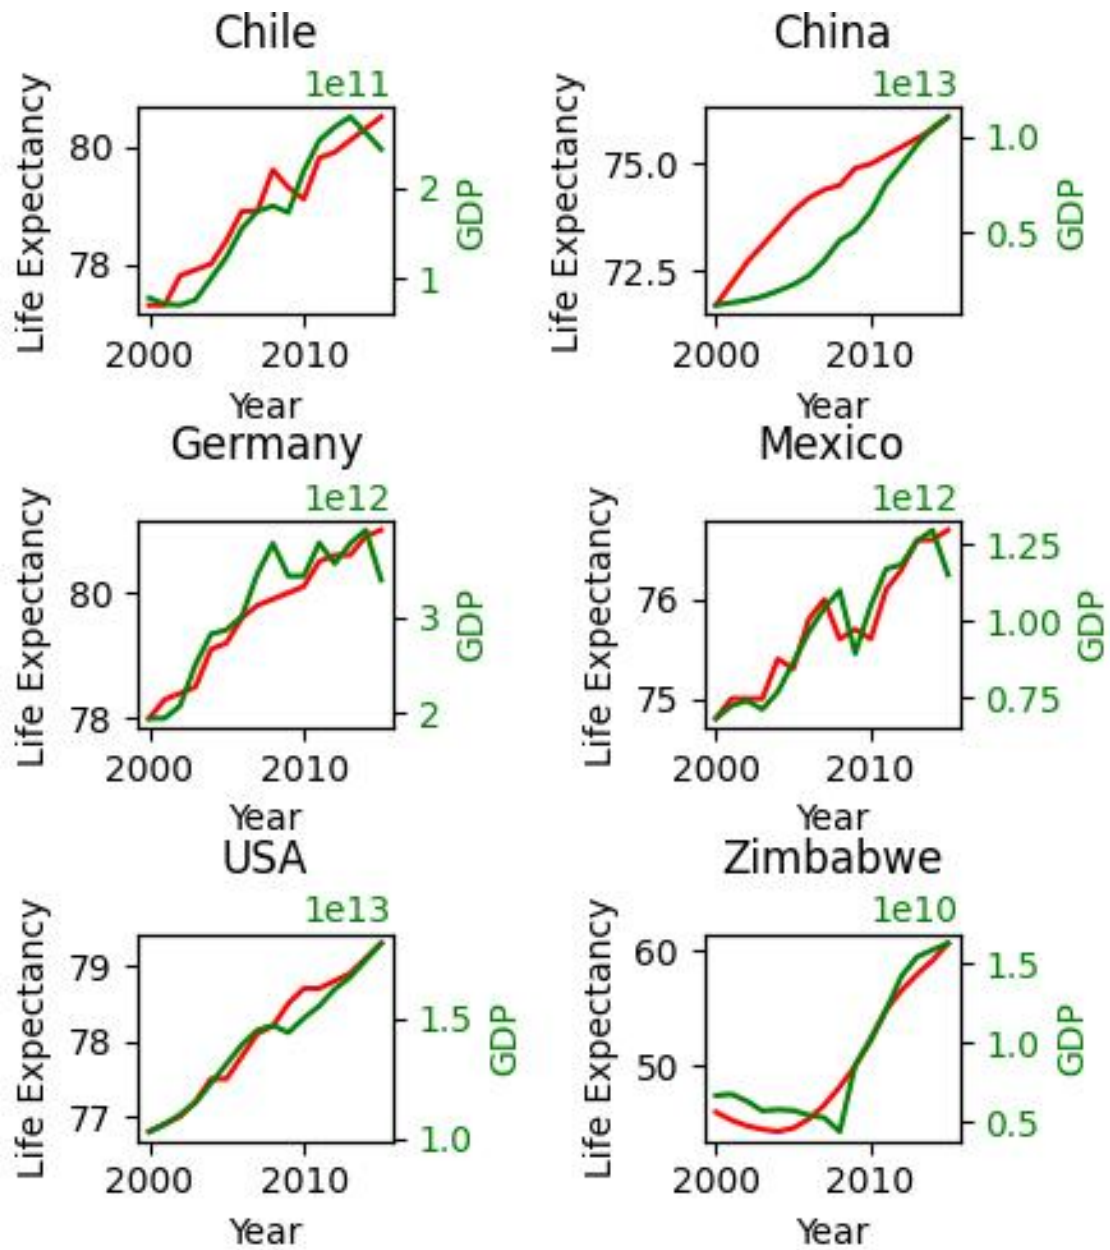 Chile
1e11
Life Expectancy
80
78
2
1
GDP
2000 2010
Year
China
1e13
Life Expectancy
75.0
72.5
1.0
0.5
GDP
2000 2010
Year
Germany
1e12
Life Expectancy
80
78
3
2
GDP
2000 2010
Year
Mexico
1e12
Life Expectancy
76
75
1.25
1.00
0.75
GDP
2000 2010
Year
USA
1e13
Life Expectancy
79
78
77
1.5
1.0
GDP
2000 2010
Year
Zimbabwe
1e10
Life Expectancy
60
50
1.5
1.0
0.5
GDP
2000 2010
Year